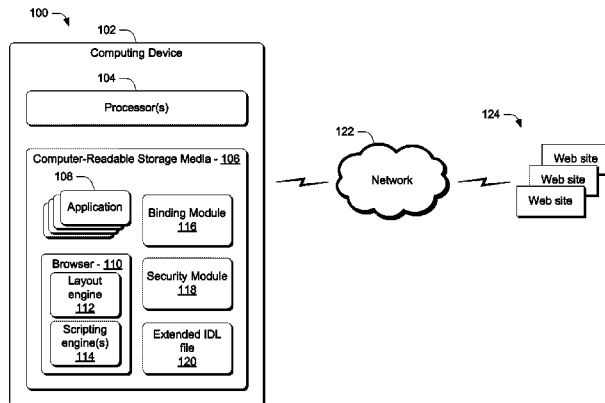 100
102
Computing Device
104
Processor(s)
Computer-Readable Storage Media - 106
108
Application
Binding Module
116
Browser - 110
Layout
engine
112
Scripting
engine(s)
114
Security Module
118
Extended IDL
file
120
122
Network
124
Web site
Web site
Web site